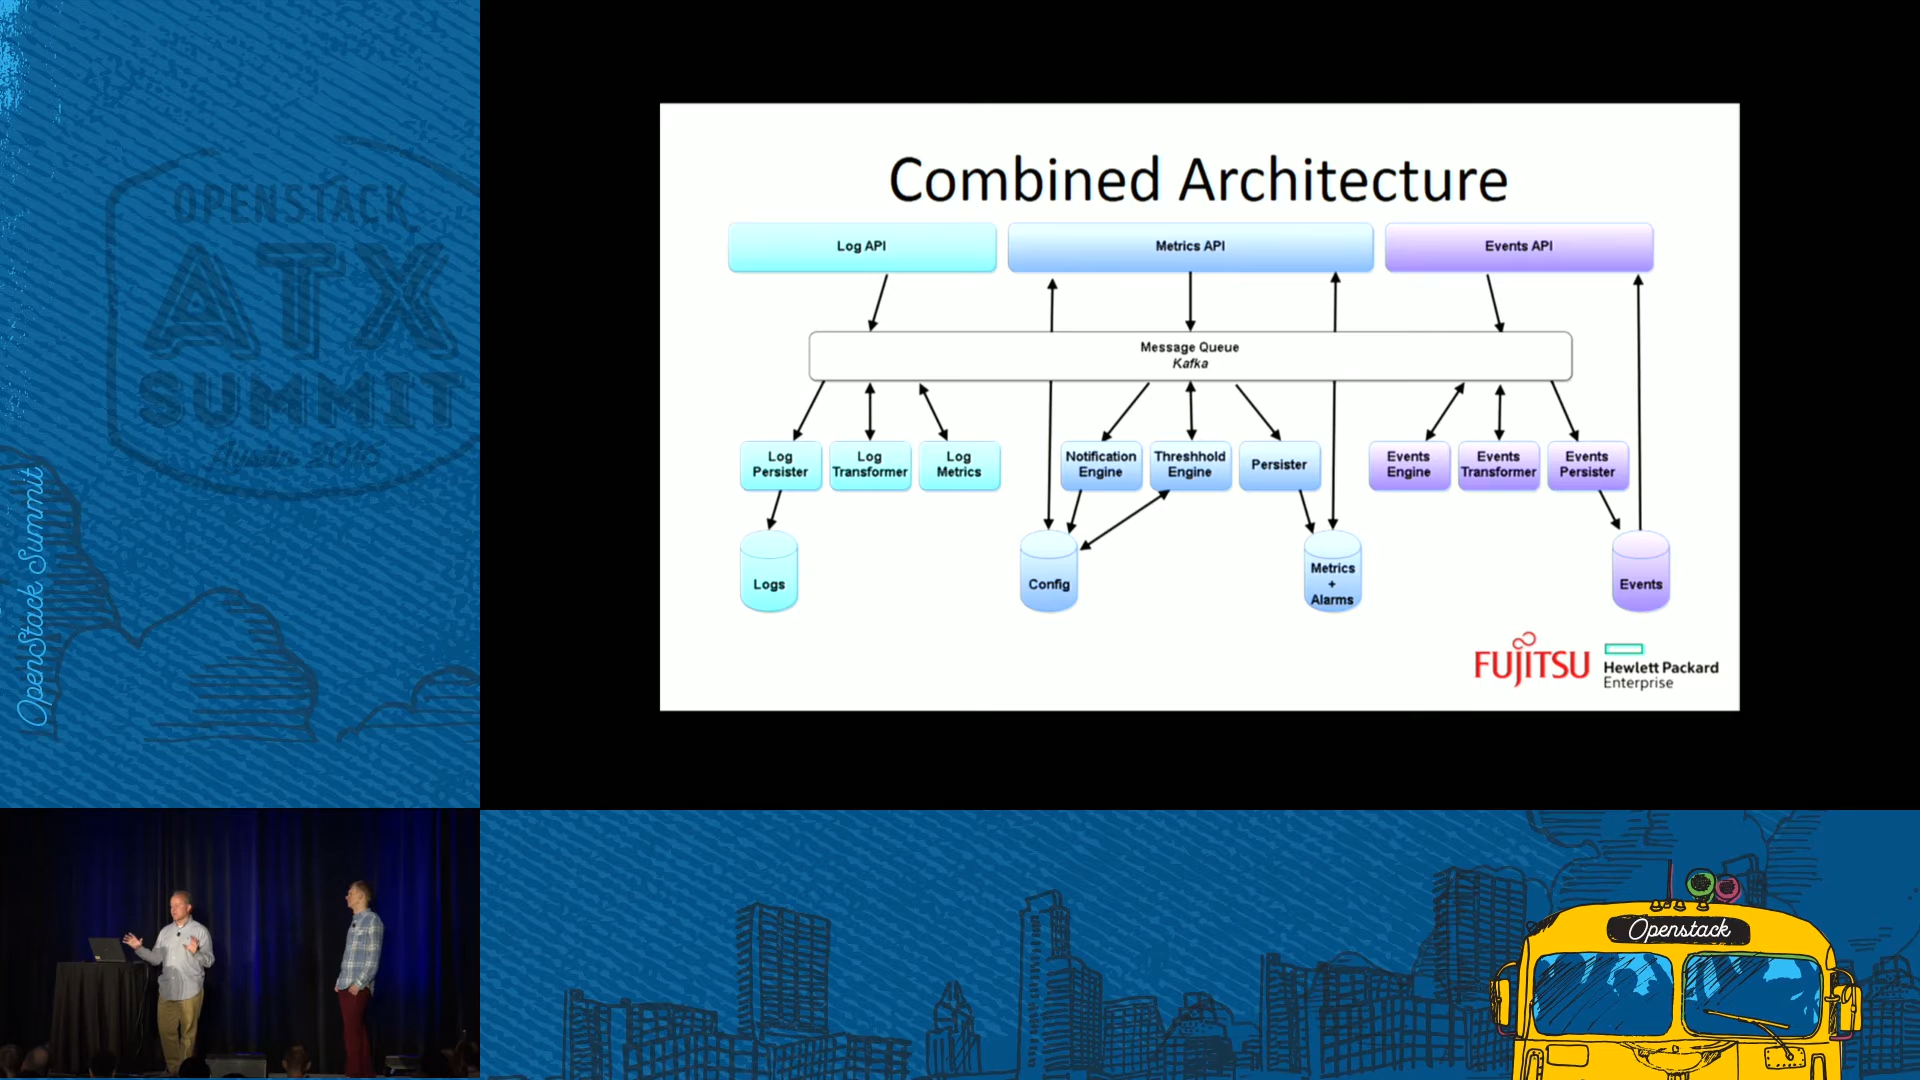 OPENSTACK
ATX
SUMMIT
Austin 2016
OpenStack Summit
Combined Architecture
Log API
Metrics API
Events API
Message Queue
Kafka
Log
Persister
Log
Transformer
Log
Metrics
Notification
Engine
Threshhold
Engine
Persister
Events
Engine
Events
Transformer
Events
Persister
Logs
Config
Metrics
+
Alarms
Events
FUJITSU
Hewlett Packard
Enterprise
Openstack